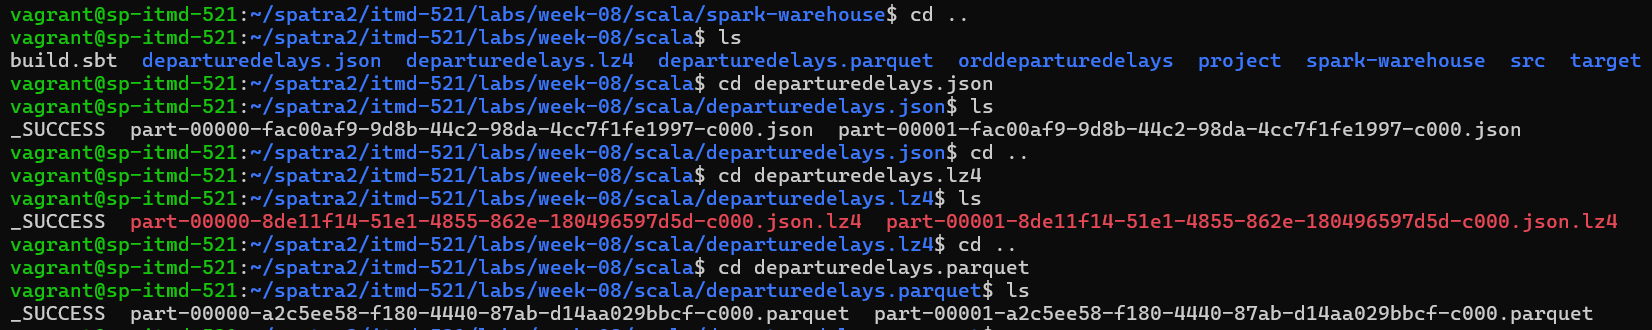 vagrant@sp-itmd-521:~/spatra2/itmd-521/labs/week-08/scala/spark-warehouse$ cd ..
vagrant@sp-itmd-521:~/spatra2/itmd-521/labs/week-08/scala$ ls
build.sbt  departuredelays.json  departuredelays.lz4  departuredelays.parquet  orddeparturedelays  project  spark-warehouse  src  target
vagrant@sp-itmd-521:~/spatra2/itmd-521/labs/week-08/scala$ cd departuredelays.json
vagrant@sp-itmd-521:~/spatra2/itmd-521/labs/week-08/scala/departuredelays.json$ ls
_SUCCESS  part-00000-fac00af9-9d8b-44c2-98da-4cc7f1fe1997-c000.json  part-00001-fac00af9-9d8b-44c2-98da-4cc7f1fe1997-c000.json
vagrant@sp-itmd-521:~/spatra2/itmd-521/labs/week-08/scala/departuredelays.json$ cd ..
vagrant@sp-itmd-521:~/spatra2/itmd-521/labs/week-08/scala$ cd departuredelays.lz4
vagrant@sp-itmd-521:~/spatra2/itmd-521/labs/week-08/scala/departuredelays.lz4$ ls
_SUCCESS  part-00000-8de11f14-51e1-4855-862e-180496597d5d-c000.json.lz4  part-00001-8de11f14-51e1-4855-862e-180496597d5d-c000.json.lz4
vagrant@sp-itmd-521:~/spatra2/itmd-521/labs/week-08/scala/departuredelays.lz4$ cd ..
vagrant@sp-itmd-521:~/spatra2/itmd-521/labs/week-08/scala$ cd departuredelays.parquet
vagrant@sp-itmd-521:~/spatra2/itmd-521/labs/week-08/scala/departuredelays.parquet$ ls
_SUCCESS  part-00000-a2c5ee58-f180-4440-87ab-d14aa029bbcf-c000.parquet  part-00001-a2c5ee58-f180-4440-87ab-d14aa029bbcf-c000.parquet